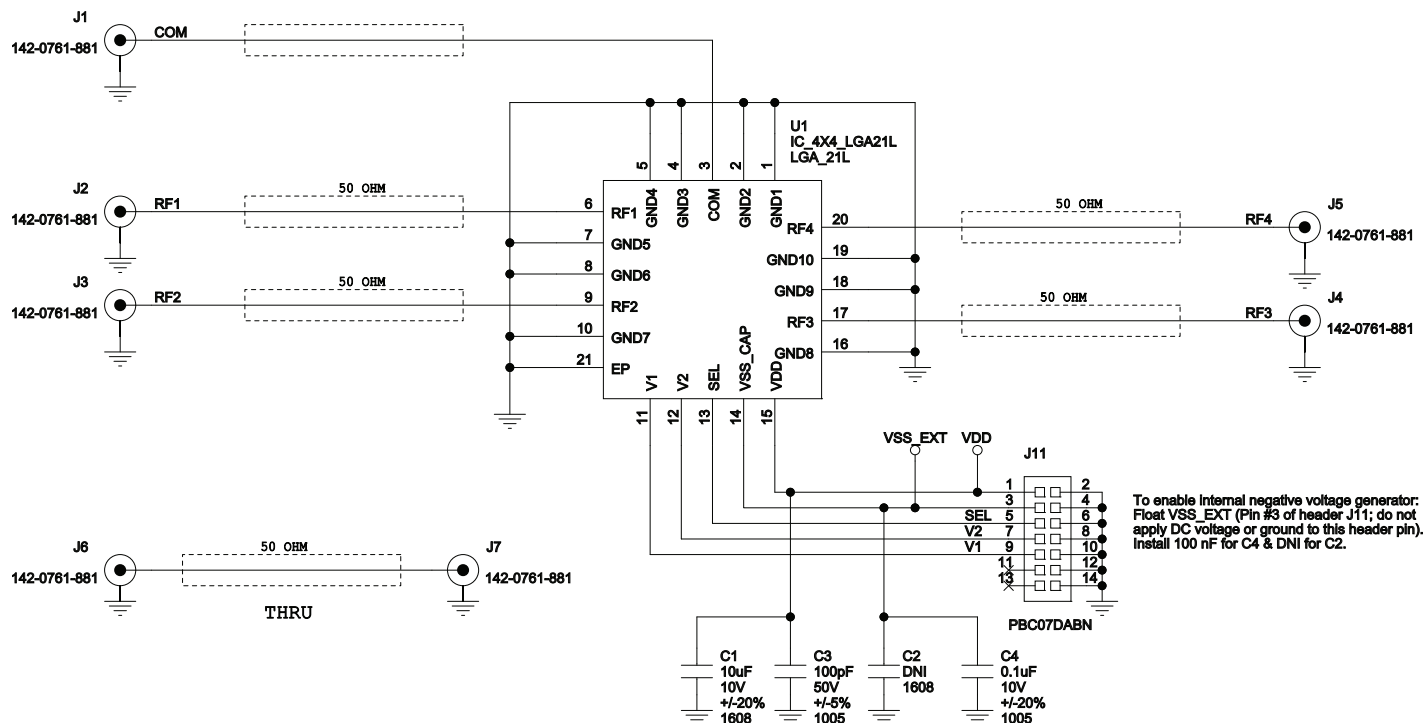 J1
142-0761-881
COM
U1
IC_4X4_LGA21L
LGA_21L
5
4
3
2
1
GND4
GND3
COM
GND2
GND1
J2
142-0761-881
RF1
50 OHM
6
RF1
7
GND5
8
GND6
J3
142-0761-881
RF2
50 OHM
9
RF2
10
GND7
21
EP
RF4
20
50 OHM
RF4
J5
142-0761-881
GND10
19
GND9
18
RF3
17
50 OHM
RF3
J4
142-0761-881
GND8
16
V1
V2
SEL
VSS_CAP
VDD
11
12
13
14
15
VSS_EXT
VDD
J11
1
2
3
4
SEL
5
6
V2
7
8
V1
9
10
11
12
13
14
PBC07DABN
To enable internal negative voltage generator:
Float VSS_EXT (Pin #3 of header J11; do not
apply DC voltage or ground to this header pin).
Install 100 nF for C4 & DNI for C2.
J6
142-0761-881
50 OHM
J7
142-0761-881
THRU
C1
10uF
10V
+/-20%
1608
C3
100pF
50V
+/-5%
1005
C2
DNI
1608
C4
0.1uF
10V
+/-20%
1005